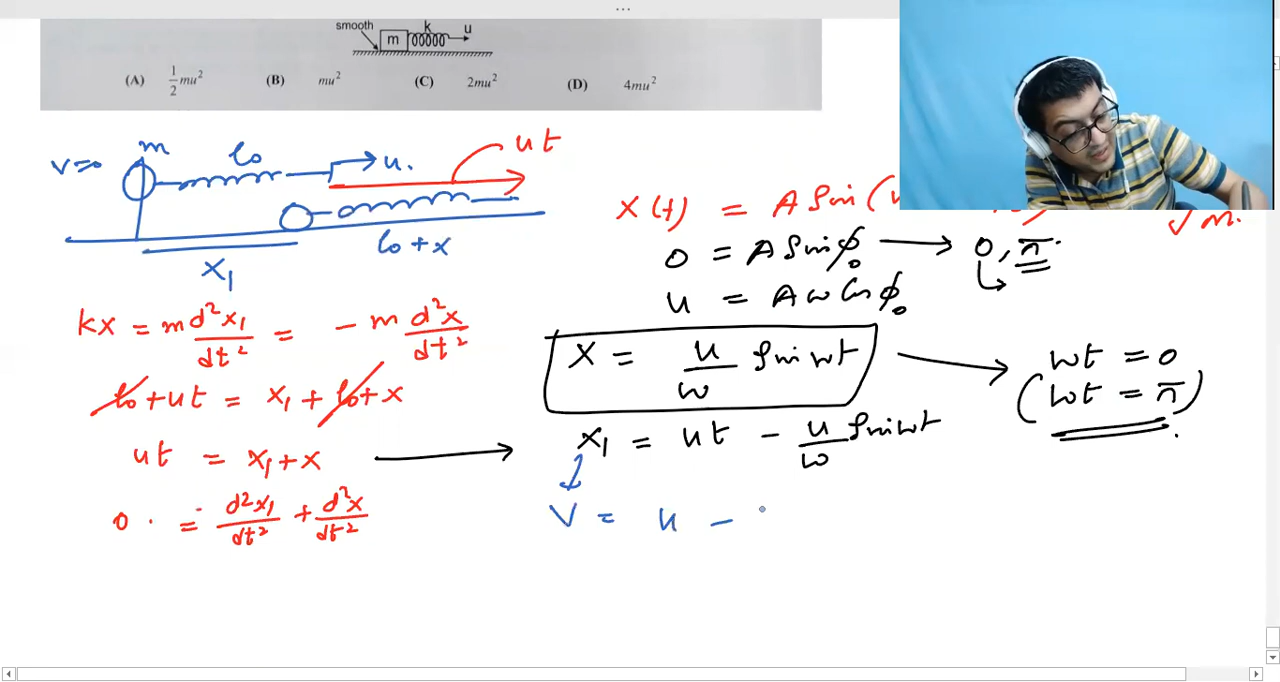 smooth
k
u
m
(A) 1/2 mu² (B) mu² (C) 2mu² (D) 4mu²
v=0 m l₀ u. ut
x₁ l₀ + x
kx = m d²x₁/dt² = - m d²x/dt²
l₀ + ut = x₁ + l₀ + x
ut = x₁ + x
0 = d²x₁/dt² + d²x/dt²
x(t) = A sin(
0 = A sin φ₀ → 0, π
u = Aω cos φ₀
x = u/ω sin ωt
ωt = 0
(ωt = π)
x₁ = ut - u/ω sin ωt
v = u -